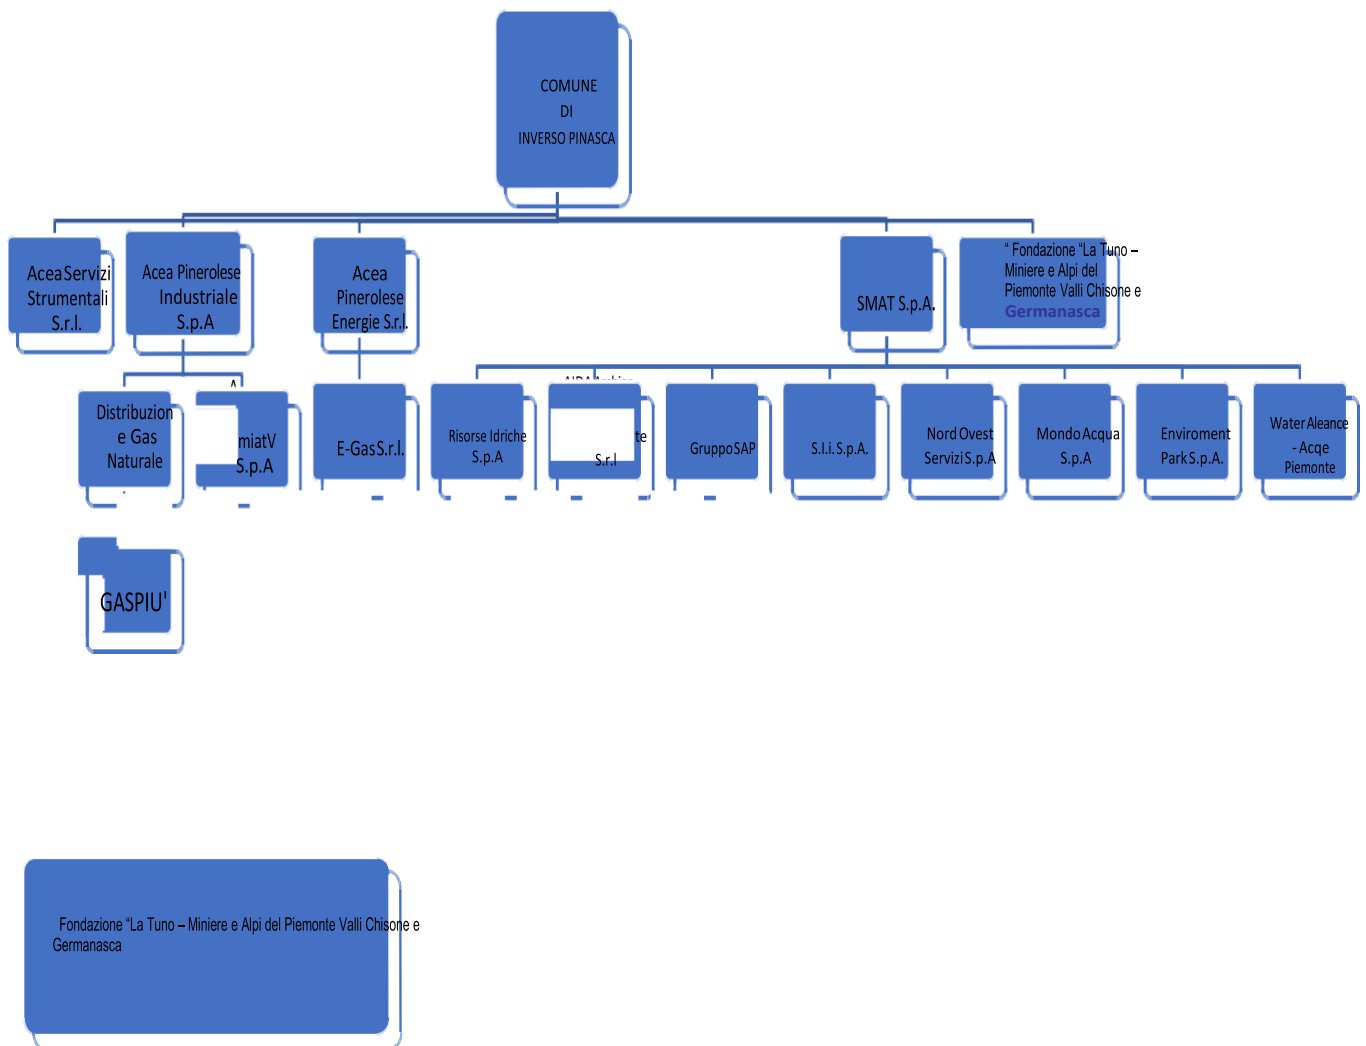 COMUNE
DI
INVERSO PINASCA
Acea Servizi
Strumentali
S.r.l.
Acea Pinerolese
Industriale
S.p.A
Acea
Pinerolese
Energie S.r.l.
SMAT S.p.A.
" Fondazione "La Tuno –
Miniere e Alpi del
Piemonte Valli Chisone e
Germanasca
Distribuzion
e Gas
Naturale
A
miatV
S.p.A
E-Gas S.r.l.
Risorse Idriche
S.p.A
te
S.r.l
Gruppo SAP
S.I.i. S.p.A.
Nord Ovest
Servizi S.p.A
Mondo Acqua
S.p.A
Enviroment
Park S.p.A.
Water Aleance
- Acqe
Piemonte
GASPIU'
Fondazione "La Tuno – Miniere e Alpi del Piemonte Valli Chisone e
Germanasca